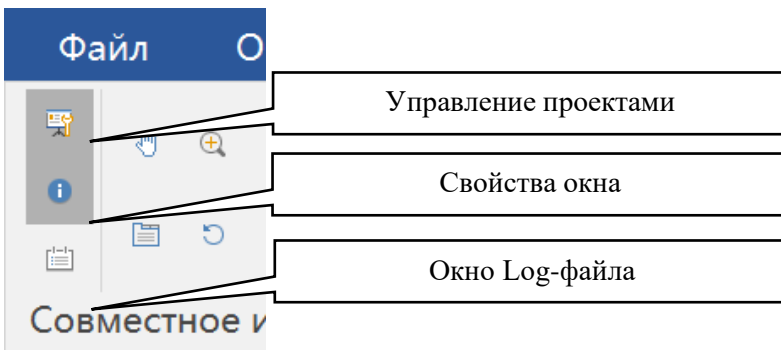 Файл О
Управление проектами
Свойства окна
Окно Log-файла
Совместное и